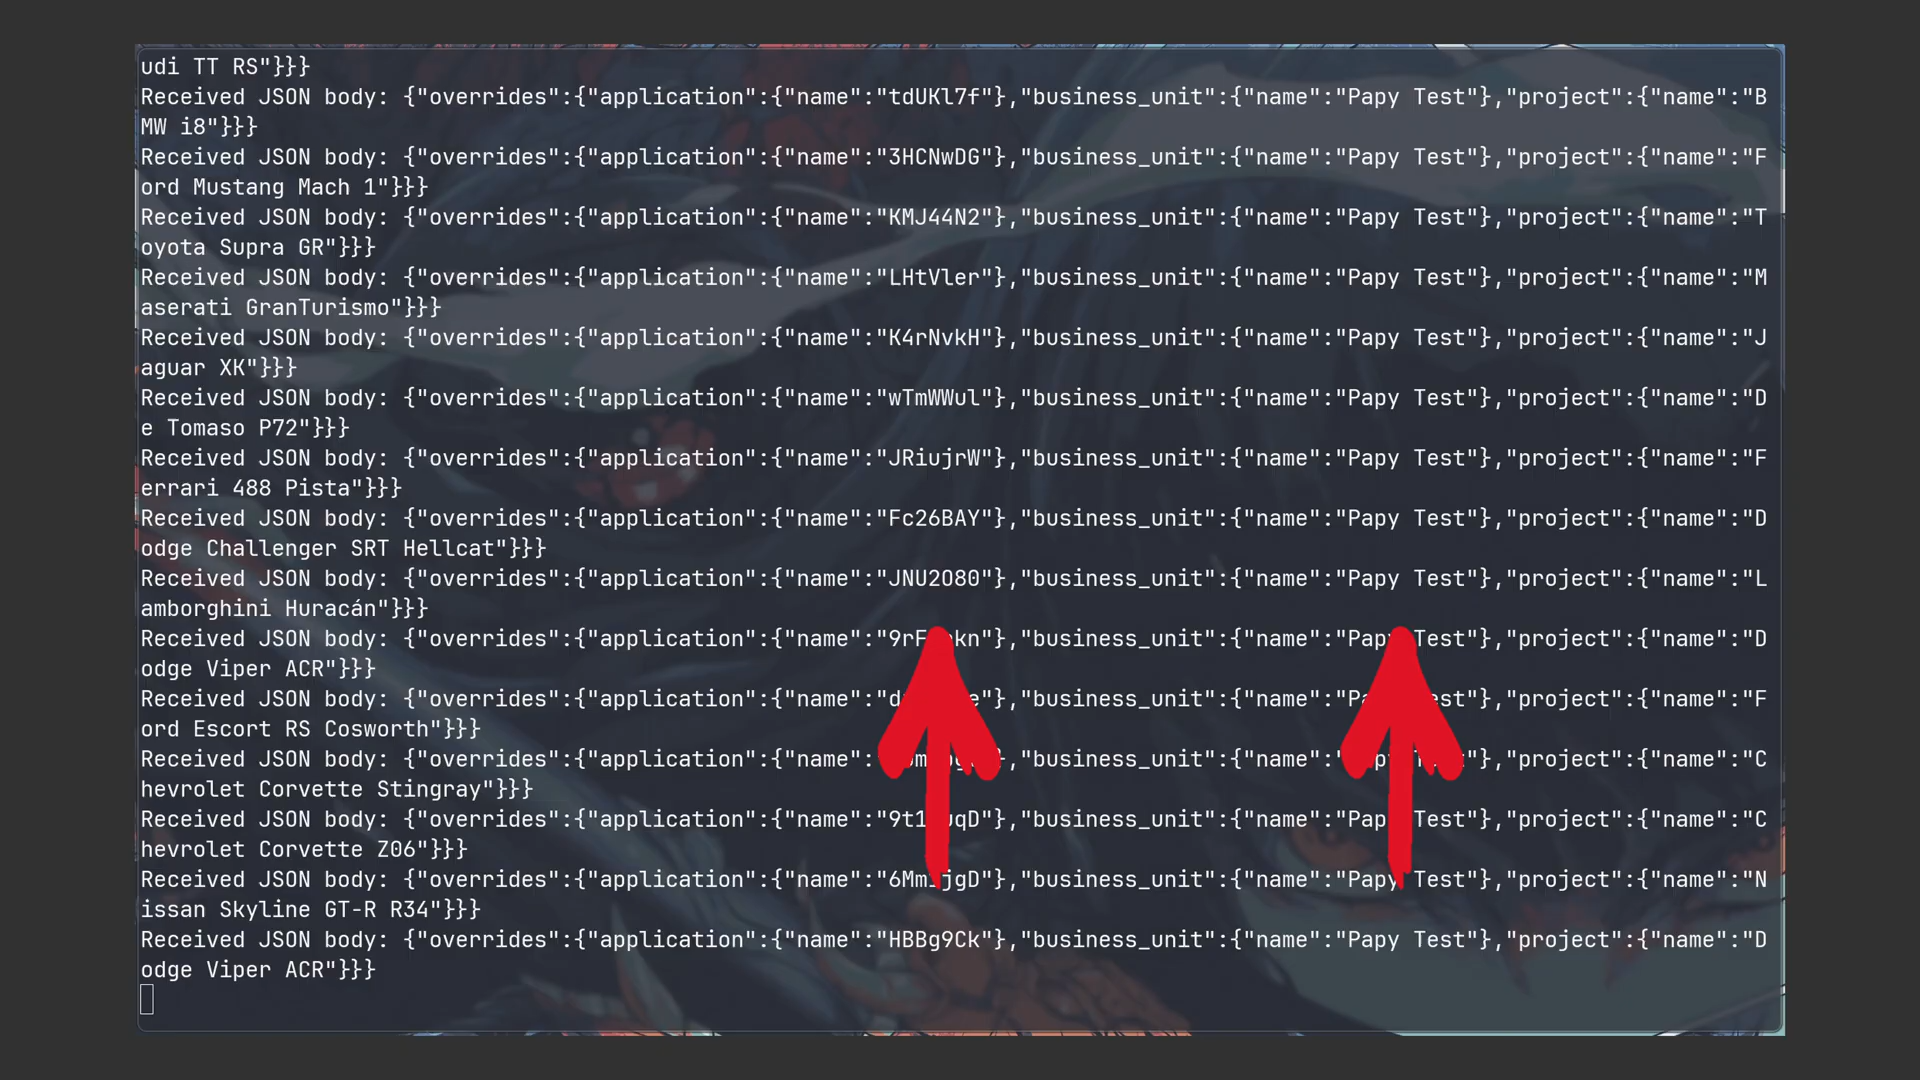 udi TT RS"}}}
Received JSON body: {"overrides":{"application":{"name":"tdUKl7f"},"business_unit":{"name":"Papy Test"},"project":{"name":"B
MW i8"}}}
Received JSON body: {"overrides":{"application":{"name":"3HCNwDG"},"business_unit":{"name":"Papy Test"},"project":{"name":"F
ord Mustang Mach 1"}}}
Received JSON body: {"overrides":{"application":{"name":"KMJ44N2"},"business_unit":{"name":"Papy Test"},"project":{"name":"T
oyota Supra GR"}}}
Received JSON body: {"overrides":{"application":{"name":"LHtVler"},"business_unit":{"name":"Papy Test"},"project":{"name":"M
aserati GranTurismo"}}}
Received JSON body: {"overrides":{"application":{"name":"K4rNvkH"},"business_unit":{"name":"Papy Test"},"project":{"name":"J
aguar XK"}}}
Received JSON body: {"overrides":{"application":{"name":"wTmWWul"},"business_unit":{"name":"Papy Test"},"project":{"name":"D
e Tomaso P72"}}}
Received JSON body: {"overrides":{"application":{"name":"JRiujrW"},"business_unit":{"name":"Papy Test"},"project":{"name":"F
errari 488 Pista"}}}
Received JSON body: {"overrides":{"application":{"name":"Fc26BAY"},"business_unit":{"name":"Papy Test"},"project":{"name":"D
odge Challenger SRT Hellcat"}}}
Received JSON body: {"overrides":{"application":{"name":"JNU2O80"},"business_unit":{"name":"Papy Test"},"project":{"name":"L
amborghini Huracán"}}}
Received JSON body: {"overrides":{"application":{"name":"},"business_unit":{"name":"Papy Test"},"project":{"name":"D
odge Viper ACR"}}}
Received JSON body: {"overrides":{"application":{"name":"},"business_unit":{"name":" "},"project":{"name":"F
ord Escort RS Cosworth"}}}
Received JSON body: {"overrides":{"application":{"name": },"business_unit":{"name": "},"project":{"name":"C
hevrolet Corvette Stingray"}}}
Received JSON body: {"overrides":{"application":{"name":"},"business_unit":{"name":"Papy Test"},"project":{"name":"C
hevrolet Corvette Z06"}}}
Received JSON body: {"overrides":{"application":{"name":"},"business_unit":{"name":"Papy Test"},"project":{"name":"N
issan Skyline GT-R R34"}}}
Received JSON body: {"overrides":{"application":{"name":"HBBg9Ck"},"business_unit":{"name":"Papy Test"},"project":{"name":"D
odge Viper ACR"}}}